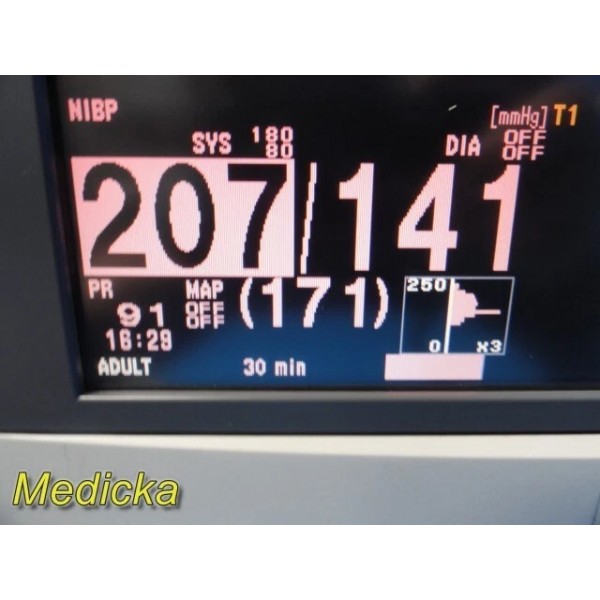 NIBP
[mmHg] T1
SYS 180 80 DIA OFF OFF
207/141
PR 91 MAP OFF OFF (171) 250
16:29 0 x3
ADULT 30 min
Medicka